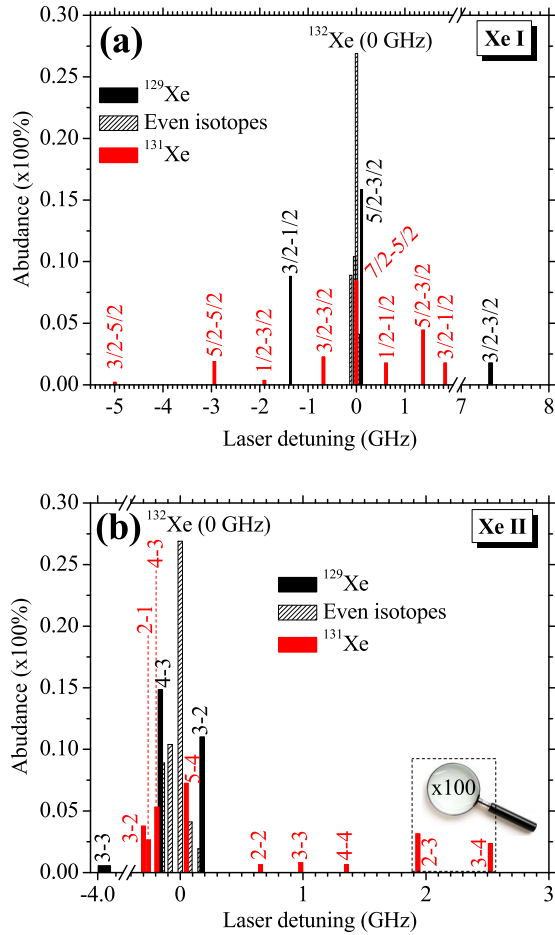 (a)
132Xe (0 GHz)
Xe I
129Xe
Even isotopes
131Xe
Abudance (x100%)
0.30
0.25
0.20
0.15
0.10
0.05
0.00
3/2-5/2
5/2-5/2
1/2-3/2
3/2-1/2
3/2-3/2
5/2-3/2
7/2-5/2
1/2-1/2
5/2-3/2
3/2-1/2
3/2-3/2
-5 -4 -3 -2 -1 0 1 7 8
Laser detuning (GHz)
(b)
132Xe (0 GHz)
Xe II
129Xe
Even isotopes
131Xe
Abudance (x100%)
0.30
0.25
0.20
0.15
0.10
0.05
0.00
3-3
3-2
2-1
4-3
4-3
5-4
3-2
2-2
3-3
4-4
x100
2-3
3-4
-4.0 0 1 2 3
Laser detuning (GHz)